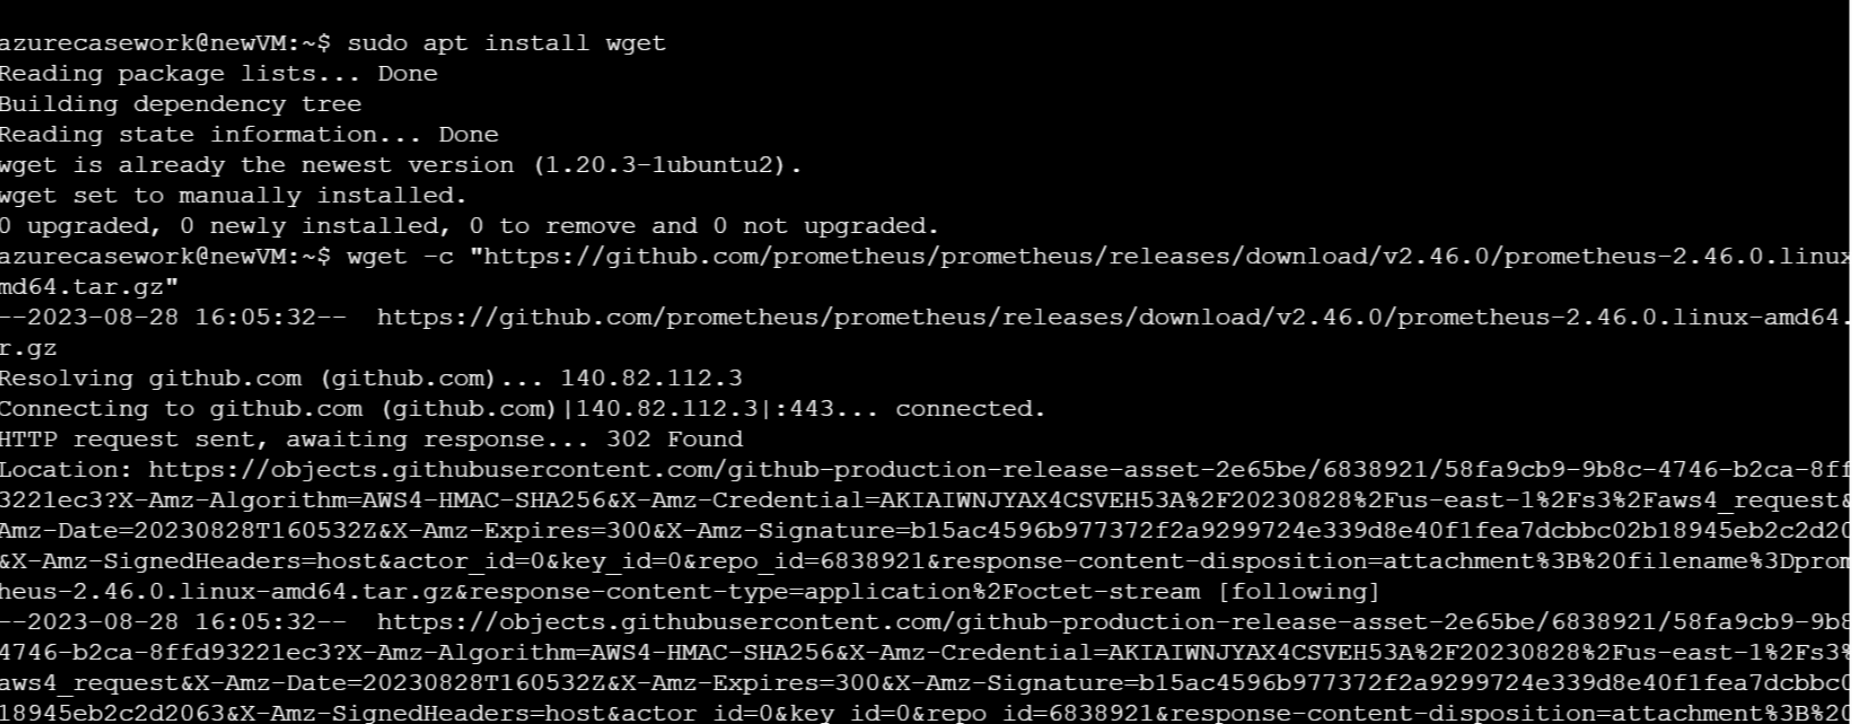 azurecasework@newVM:~$ sudo apt install wget
Reading package lists... Done
Building dependency tree
Reading state information... Done
wget is already the newest version (1.20.3-1ubuntu2).
wget set to manually installed.
0 upgraded, 0 newly installed, 0 to remove and 0 not upgraded.
azurecasework@newVM:~$ wget -c "https://github.com/prometheus/prometheus/releases/download/v2.46.0/prometheus-2.46.0.linux
md64.tar.gz"
--2023-08-28 16:05:32--  https://github.com/prometheus/prometheus/releases/download/v2.46.0/prometheus-2.46.0.linux-amd64.
r.gz
Resolving github.com (github.com)... 140.82.112.3
Connecting to github.com (github.com)|140.82.112.3|:443... connected.
HTTP request sent, awaiting response... 302 Found
Location: https://objects.githubusercontent.com/github-production-release-asset-2e65be/6838921/58fa9cb9-9b8c-4746-b2ca-8ff
3221ec3?X-Amz-Algorithm=AWS4-HMAC-SHA256&X-Amz-Credential=AKIAIWNJYAX4CSVEH53A%2F20230828%2Fus-east-1%2Fs3%2Faws4_request&
Amz-Date=20230828T160532Z&X-Amz-Expires=300&X-Amz-Signature=b15ac4596b977372f2a9299724e339d8e40f1fea7dcbbc02b18945eb2c2d20
&X-Amz-SignedHeaders=host&actor_id=0&key_id=0&repo_id=6838921&response-content-disposition=attachment%3B%20filename%3Dprom
heus-2.46.0.linux-amd64.tar.gz&response-content-type=application%2Foctet-stream [following]
--2023-08-28 16:05:32--  https://objects.githubusercontent.com/github-production-release-asset-2e65be/6838921/58fa9cb9-9b8
4746-b2ca-8ffd93221ec3?X-Amz-Algorithm=AWS4-HMAC-SHA256&X-Amz-Credential=AKIAIWNJYAX4CSVEH53A%2F20230828%2Fus-east-1%2Fs3%
aws4_request&X-Amz-Date=20230828T160532Z&X-Amz-Expires=300&X-Amz-Signature=b15ac4596b977372f2a9299724e339d8e40f1fea7dcbbc0
18945eb2c2d2063&X-Amz-SignedHeaders=host&actor_id=0&key_id=0&repo_id=6838921&response-content-disposition=attachment%3B%20